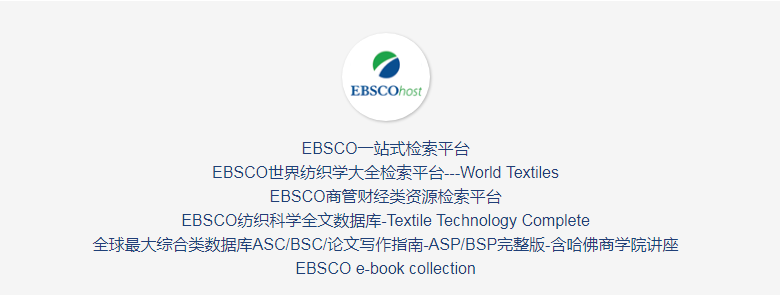 EBSCOhost
EBSCO一站式检索平台
EBSCO世界纺织学大全检索平台---World Textiles
EBSCO商管财经类资源检索平台
EBSCO纺织科学全文数据库-Textile Technology Complete
全球最大综合类数据库ASC/BSC/论文写作指南-ASP/BSP完整版-含哈佛商学院讲座
EBSCO e-book collection